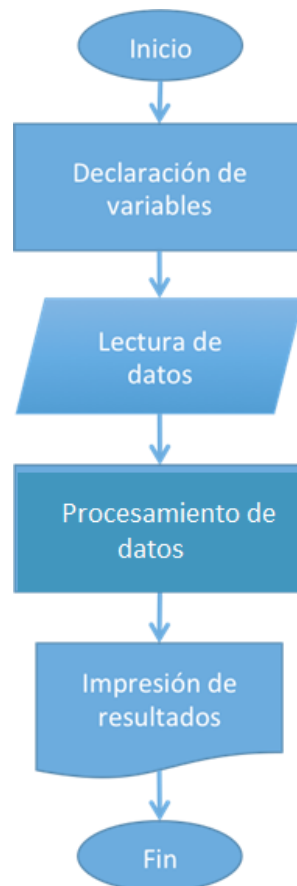 Inicio
Declaración de
variables
Lectura de
datos
Procesamiento de
datos
Impresión de
resultados
Fin